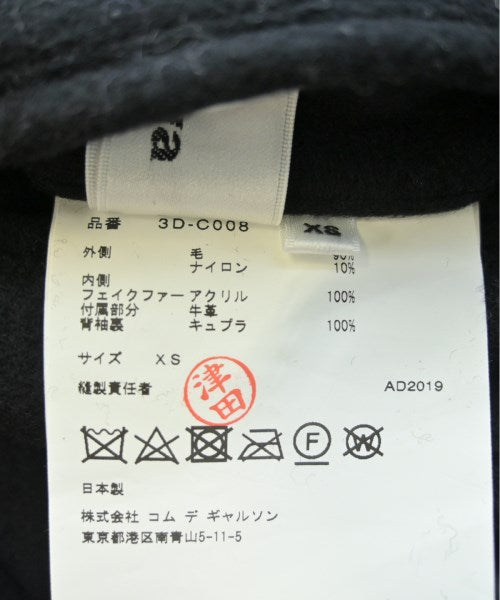 ra
XS
品番 3D-C008
外側 毛 90%
ナイロン 10%
内側
フェイクファー アクリル 100%
付属部分 牛革
背袖裏 キュプラ 100%
サイズ XS
縫製責任者 津田 AD2019
F W
日本製
株式会社 コム デ ギャルソン
東京都港区南青山5-11-5